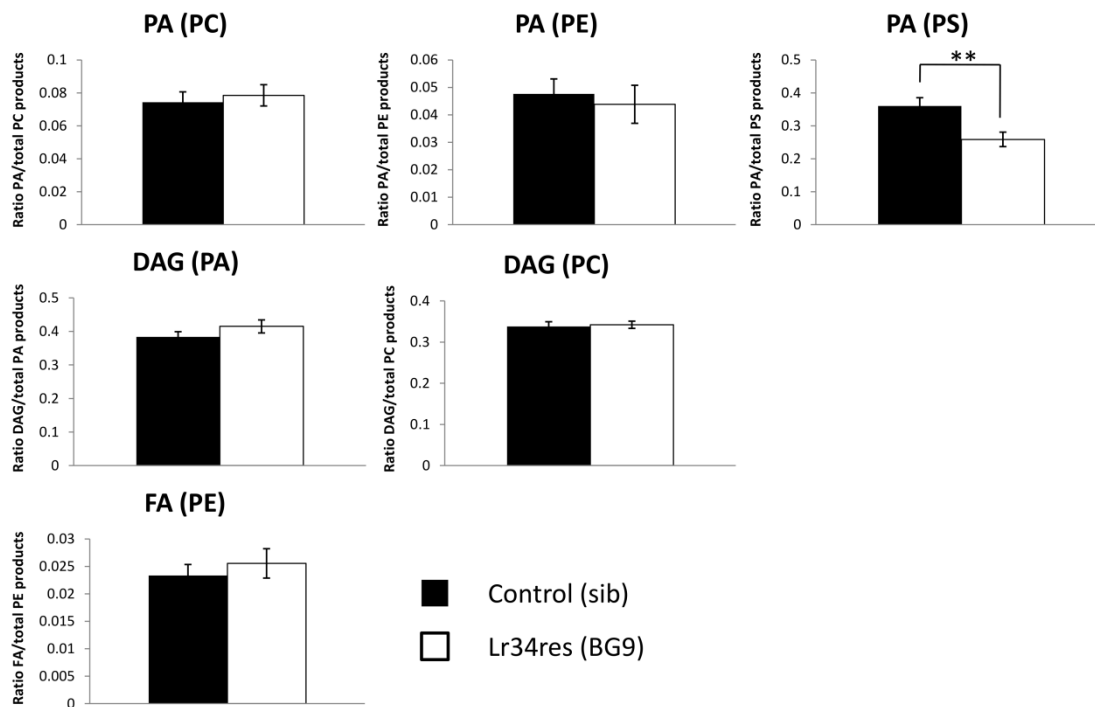 PA (PC)
Ratio PA/total PC products
0.1
0.08
0.06
0.04
0.02
0
PA (PE)
Ratio PA/total PE products
0.06
0.05
0.04
0.03
0.02
0.01
0
PA (PS)
Ratio PA/total PS products
0.5
0.4
0.3
0.2
0.1
0
**
DAG (PA)
Ratio DAG/total PA products
0.5
0.4
0.3
0.2
0.1
0
DAG (PC)
Ratio DAG/total PC products
0.4
0.3
0.2
0.1
0
FA (PE)
Ratio FA/total PE products
0.03
0.025
0.02
0.015
0.01
0.005
0
Control (sib)
Lr34res (BG9)